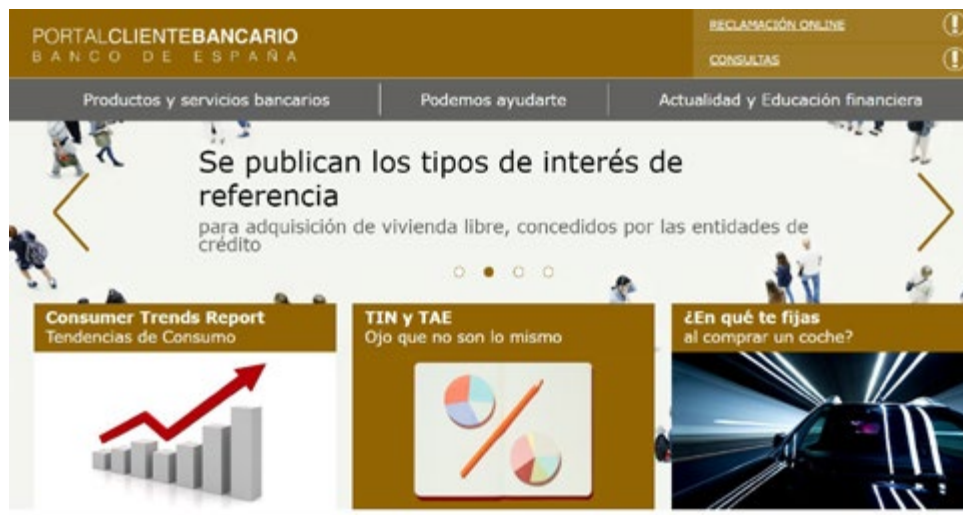 PORTALCLIENTEBANCARIO
BANCO DE ESPAÑA
RECLAMACIÓN ONLINE
CONSULTAS
Productos y servicios bancarios
Podemos ayudarte
Actualidad y Educación financiera
Se publican los tipos de interés de
referencia
para adquisición de vivienda libre, concedidos por las entidades de
crédito
Consumer Trends Report
Tendencias de Consumo
TIN y TAE
Ojo que no son lo mismo
¿En qué te fijas
al comprar un coche?